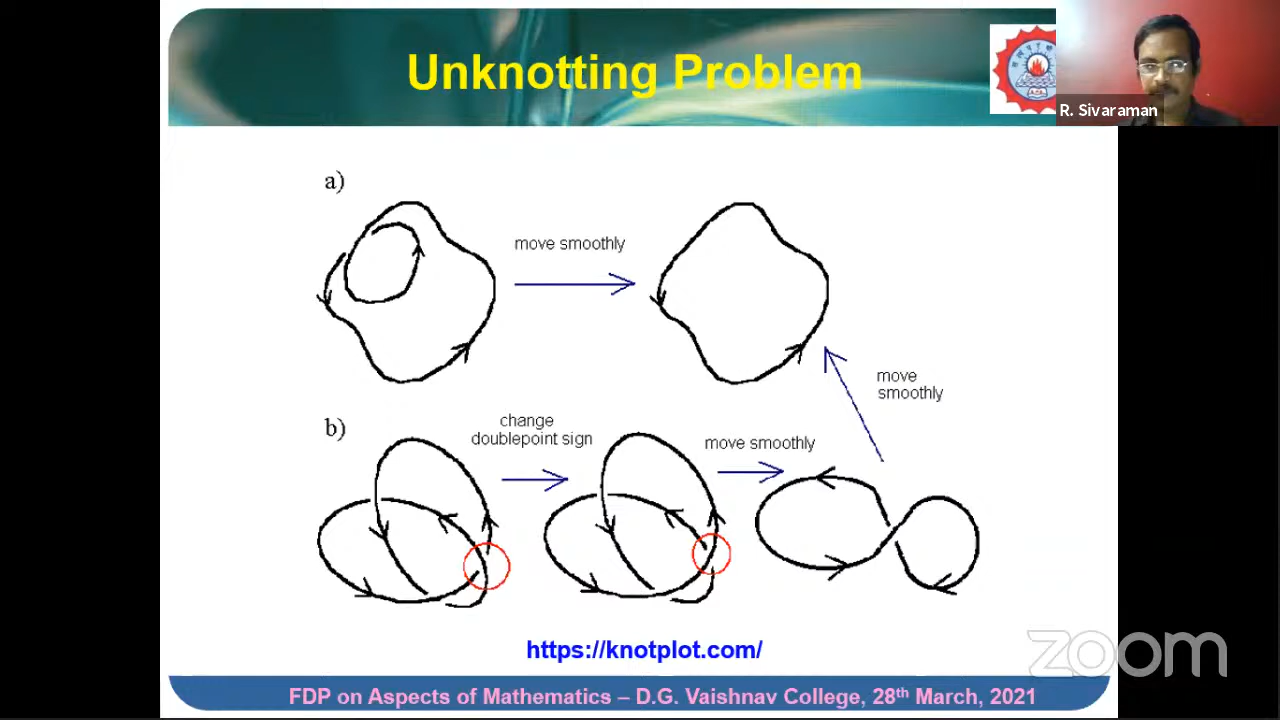 Unknotting Problem
R. Sivaraman
a)
move smoothly
move
smoothly
b)
change
doublepoint sign
move smoothly
https://knotplot.com/
zoom
FDP on Aspects of Mathematics – D.G. Vaishnav College, 28th March, 2021